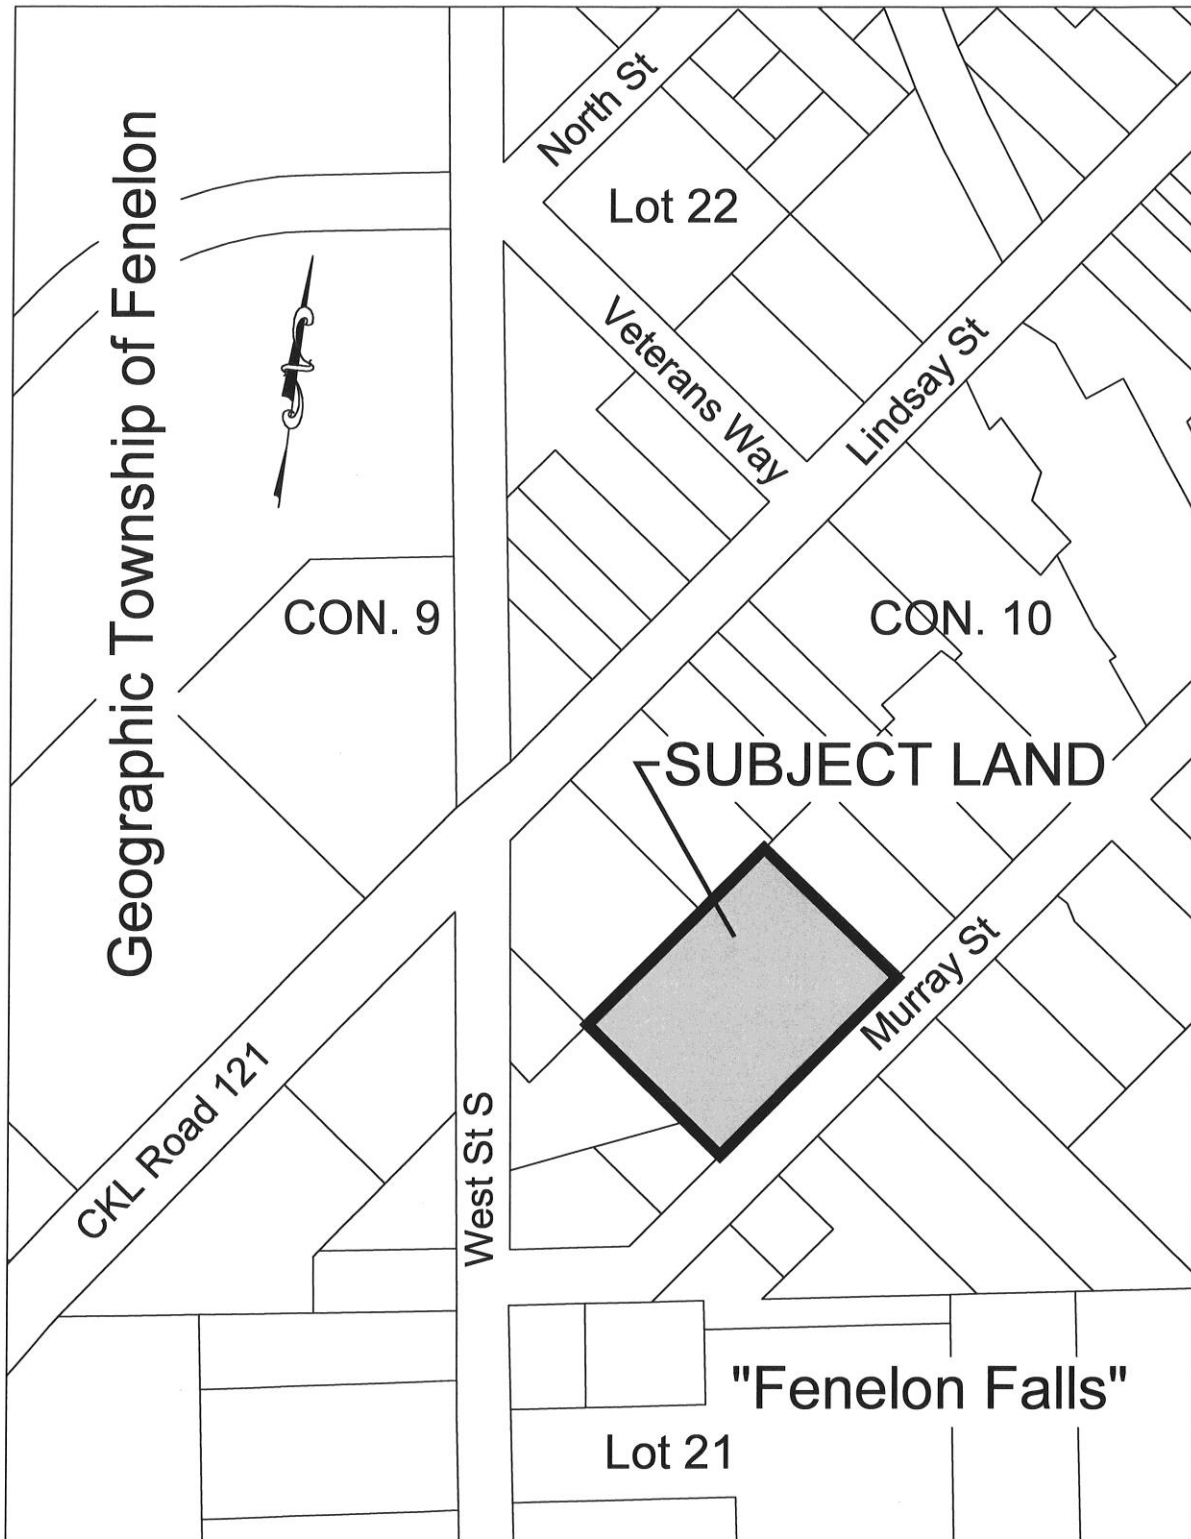 North St
Geographic Township of Fenelon
Lot 22
Veterans Way
Lindsay St
CON. 9
CON. 10
SUBJECT LAND
Murray St
CKL Road 121
West St S
"Fenelon Falls"
Lot 21